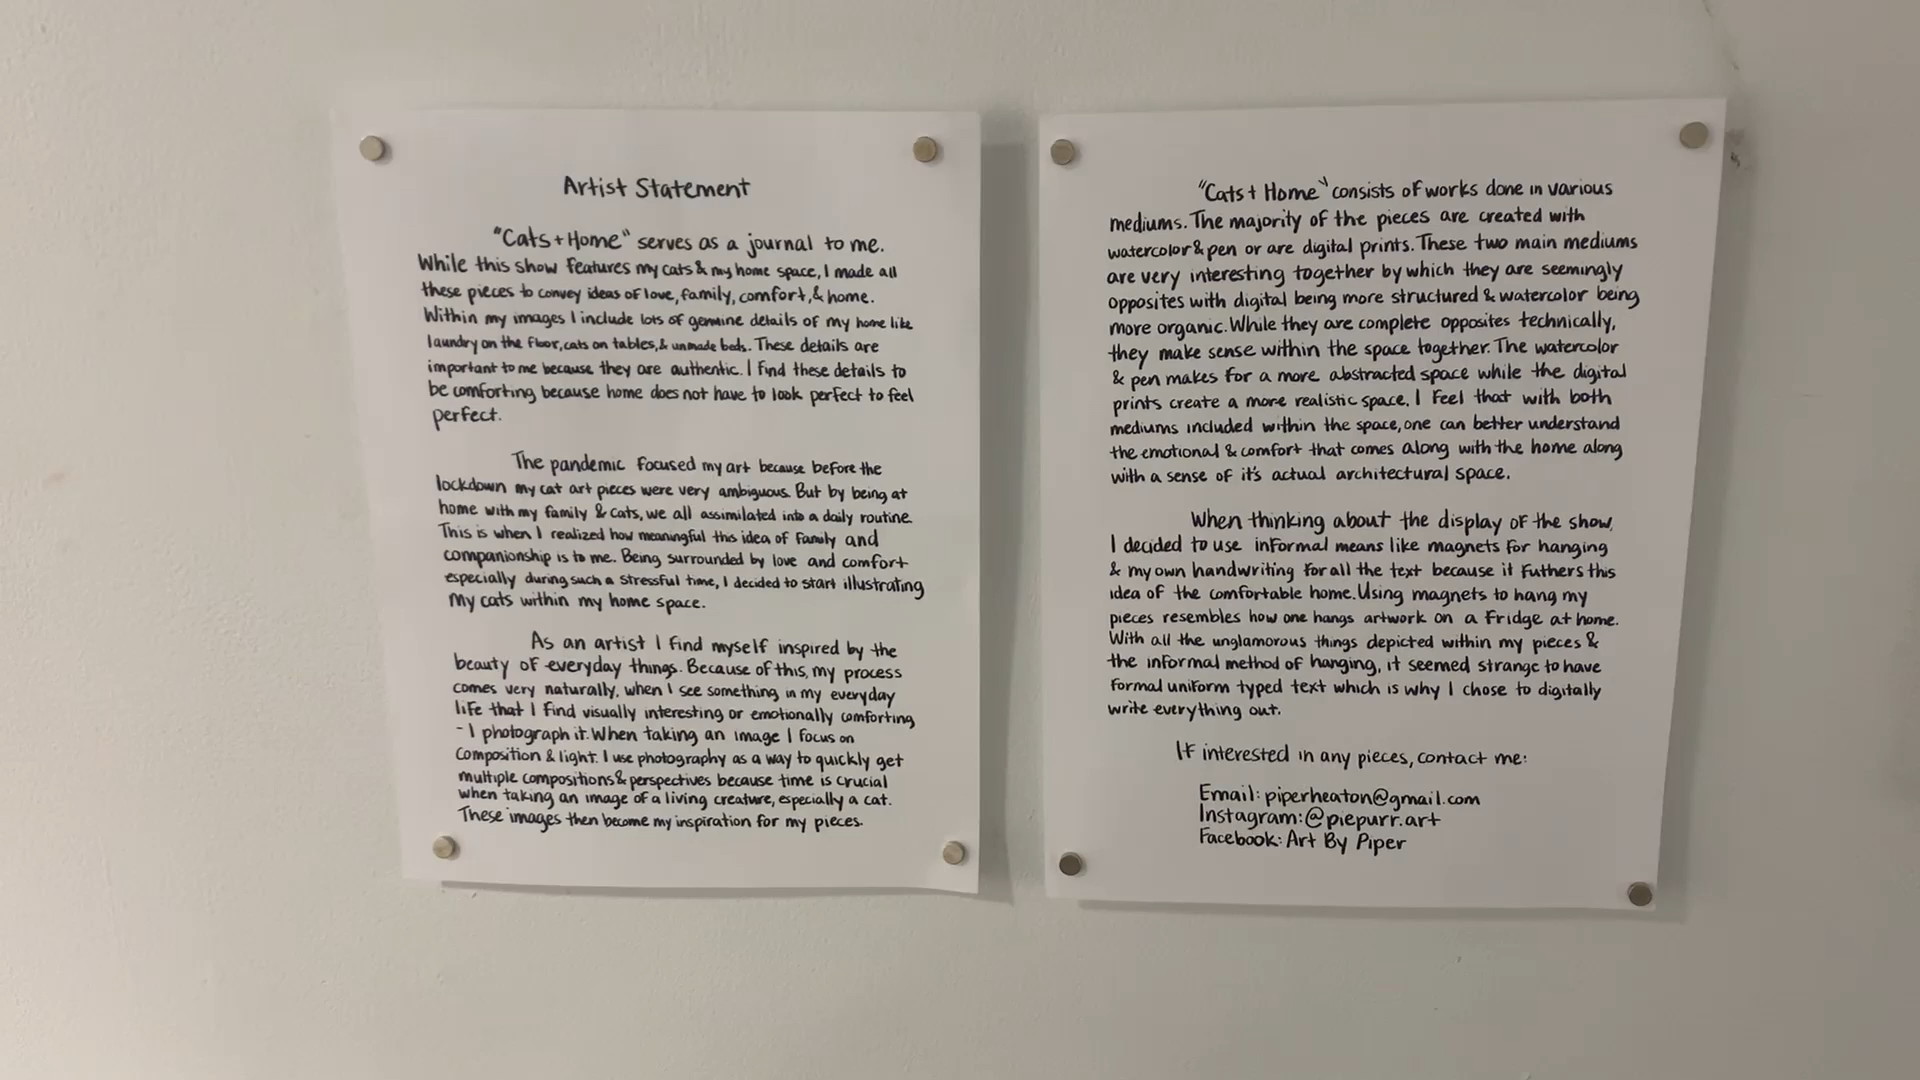 Artist Statement
"Cats+Home" serves as a journal to me.
While this show features my cats & my home space, I made all
these pieces to convey ideas of love, family, comfort, & home.
Within my images I include lots of genuine details of my home like
laundry on the floor, cats on tables, & unmade beds. These details are
important to me because they are authentic. I find these details to
be comforting because home does not have to look perfect to feel
perfect.
The pandemic focused my art because before the
lockdown my cat art pieces were very ambiguous. But by being at
home with my family & cats, we all assimilated into a daily routine.
This is when I realized how meaningful this idea of family and
companionship is to me. Being surrounded by love and comfort
especially during such a stressful time, I decided to start illustrating
my cats within my home space.
As an artist I find myself inspired by the
beauty of everyday things. Because of this, my process
comes very naturally, when I see something in my everyday
life that I find visually interesting or emotionally comforting
- I photograph it. When taking an image I focus on
composition & light. I use photography as a way to quickly get
multiple compositions & perspectives because time is crucial
when taking an image of a living creature, especially a cat.
These images then become my inspiration for my pieces.
"Cats + Home" consists of works done in various
mediums. The majority of the pieces are created with
watercolor & pen or are digital prints. These two main mediums
are very interesting together by which they are seemingly
opposites with digital being more structured & watercolor being
more organic. While they are complete opposites technically,
they make sense within the space together. The watercolor
& pen makes for a more abstracted space while the digital
prints create a more realistic space. I feel that with both
mediums included within the space, one can better understand
the emotional & comfort that comes along with the home along
with a sense of it's actual architectural space.
When thinking about the display of the show,
I decided to use informal means like magnets for hanging
& my own handwriting for all the text because it futhers this
idea of the comfortable home. Using magnets to hang my
pieces resembles how one hangs artwork on a fridge at home.
With all the unglamorous things depicted within my pieces &
the informal method of hanging, it seemed strange to have
formal uniform typed text which is why I chose to digitally
write everything out.
If interested in any pieces, contact me:
Email: piperheaton@gmail.com
Instagram: @piepurr.art
Facebook: Art By Piper